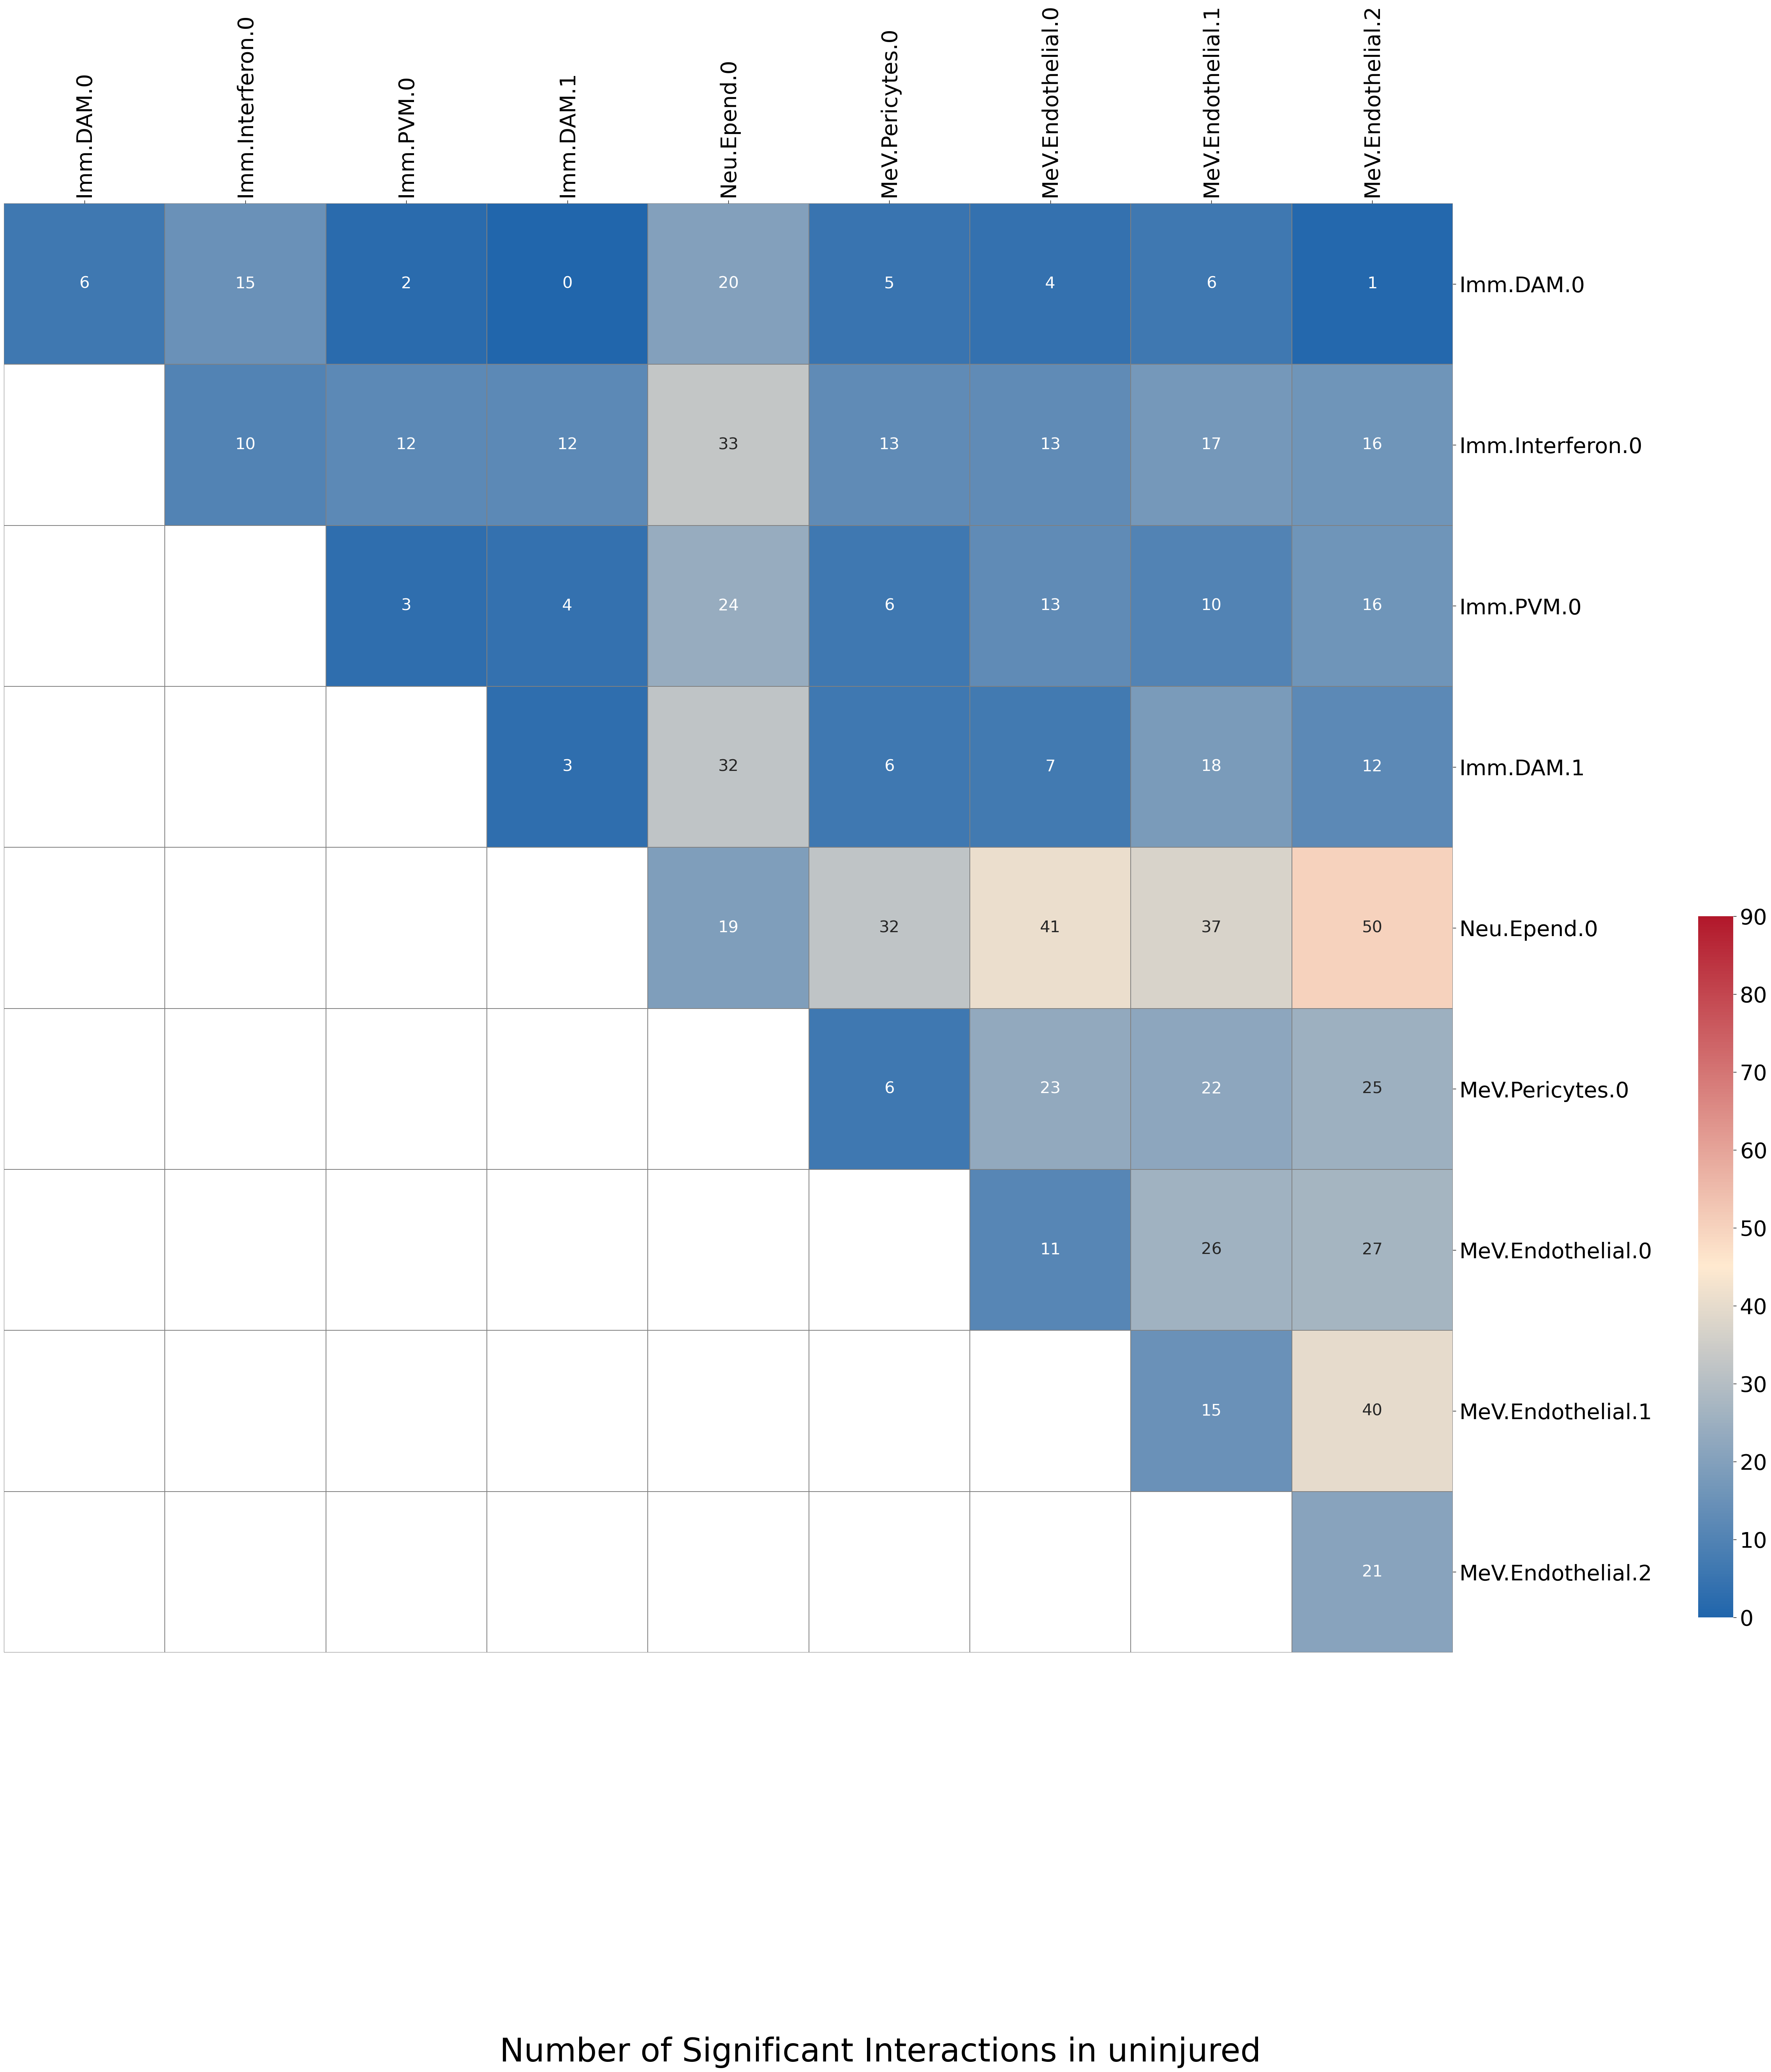 Imm.DAM.0
Imm.Interferon.0
Imm.PVM.0
Imm.DAM.1
Neu.Epend.0
MeV.Pericytes.0
MeV.Endothelial.0
MeV.Endothelial.1
MeV.Endothelial.2
6 15 2 0 20 5 4 6 1 Imm.DAM.0
10 12 12 33 13 13 17 16 Imm.Interferon.0
3 4 24 6 13 10 16 Imm.PVM.0
3 32 6 7 18 12 Imm.DAM.1
19 32 41 37 50 Neu.Epend.0
6 23 22 25 MeV.Pericytes.0
11 26 27 MeV.Endothelial.0
15 40 MeV.Endothelial.1
21 MeV.Endothelial.2
90
80
70
60
50
40
30
20
10
0
Number of Significant Interactions in uninjured